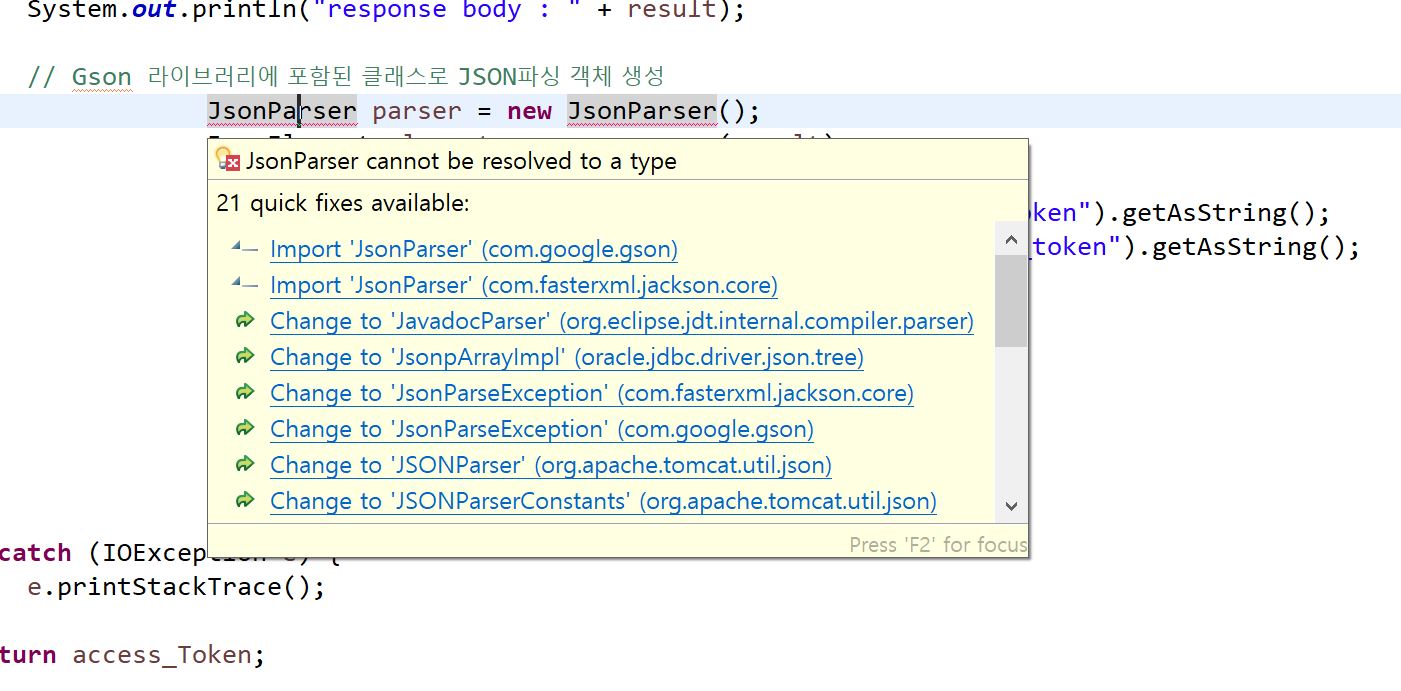 System.out.println("response body : " + result);
// Gson 라이브러리에 포함된 클래스로 JSON파싱 객체 생성
JsonParser parser = new JsonParser();
JsonParser cannot be resolved to a type
21 quick fixes available:
ken").getAsString();
_token").getAsString();
Import 'JsonParser' (com.google.gson)
Import 'JsonParser' (com.fasterxml.jackson.core)
Change to 'JavadocParser' (org.eclipse.jdt.internal.compiler.parser)
Change to 'JsonpArrayImpl' (oracle.jdbc.driver.json.tree)
Change to 'JsonParseException' (com.fasterxml.jackson.core)
Change to 'JsonParseException' (com.google.gson)
Change to 'JSONParser' (org.apache.tomcat.util.json)
Change to 'JSONParserConstants' (org.apache.tomcat.util.json)
Press 'F2' for focus
catch (IOException e) {
e.printStackTrace();
turn access_Token;